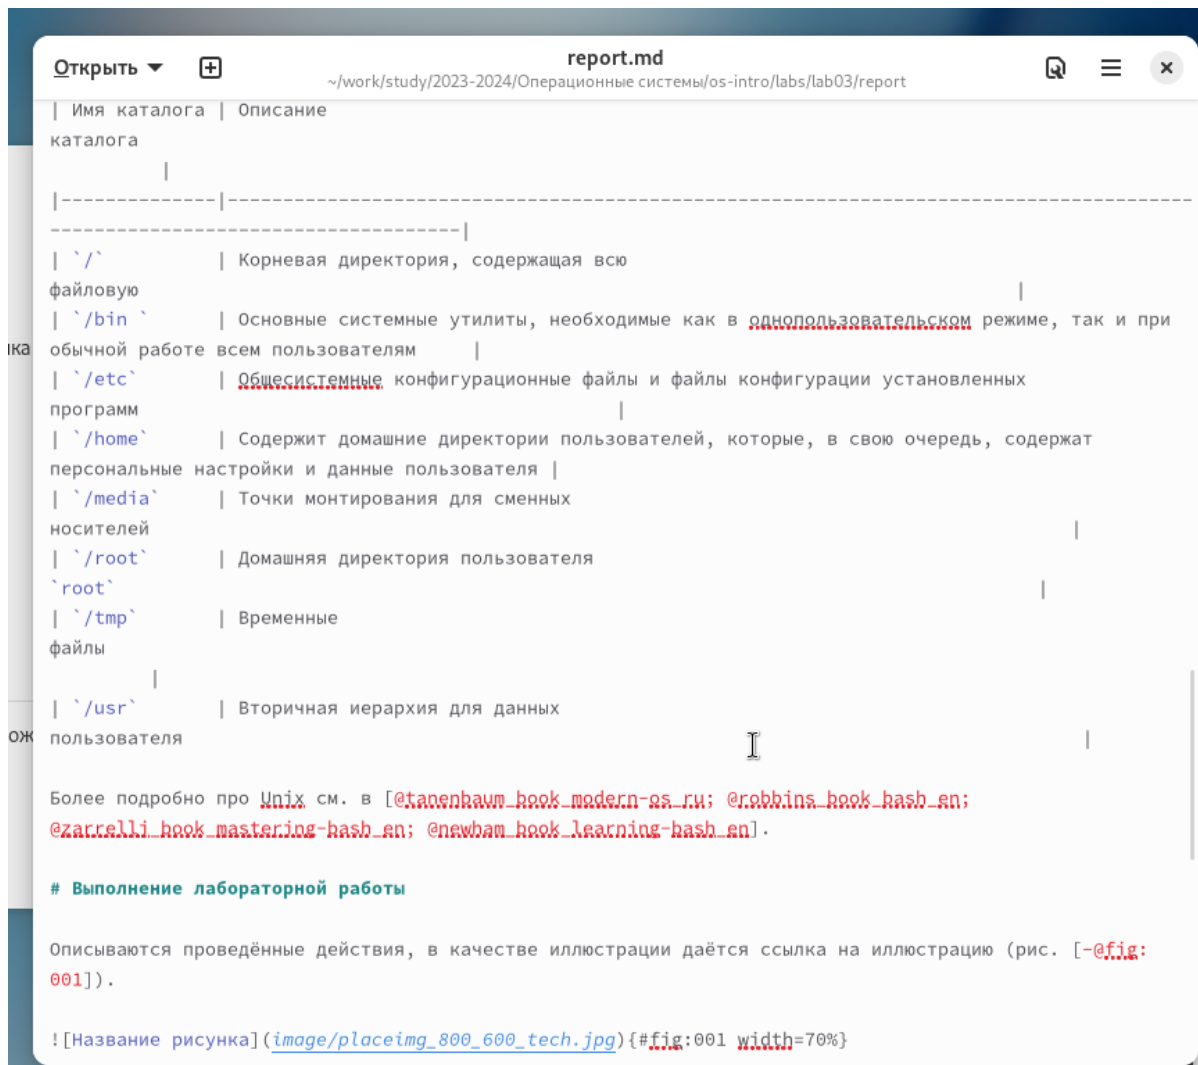 Открыть
report.md
~/work/study/2023-2024/Операционные системы/os-intro/labs/lab03/report
| Имя каталога | Описание
каталога
|
|--------------|---------------------------------------------------------------------------------------
-------------------------------------|
| `/` | Корневая директория, содержащая всю
файловую |
| `/bin ` | Основные системные утилиты, необходимые как в однопользовательском режиме, так и при
обычной работе всем пользователям |
| `/etc` | Общесистемные конфигурационные файлы и файлы конфигурации установленных
программ |
| `/home` | Содержит домашние директории пользователей, которые, в свою очередь, содержат
персональные настройки и данные пользователя |
| `/media` | Точки монтирования для сменных
носителей |
| `/root` | Домашняя директория пользователя
`root` |
| `/tmp` | Временные
файлы
|
| `/usr` | Вторичная иерархия для данных
пользователя |
Более подробно про Unix см. в [@tanenbaum_book_modern-os_ru; @robbins_book_bash_en;
@zarrelli_book_mastering-bash_en; @newham_book_learning-bash_en].
# Выполнение лабораторной работы
Описываются проведённые действия, в качестве иллюстрации даётся ссылка на иллюстрацию (рис. [-@fig:
001]).
![Название рисунка](image/placeimg_800_600_tech.jpg){#fig:001 width=70%}